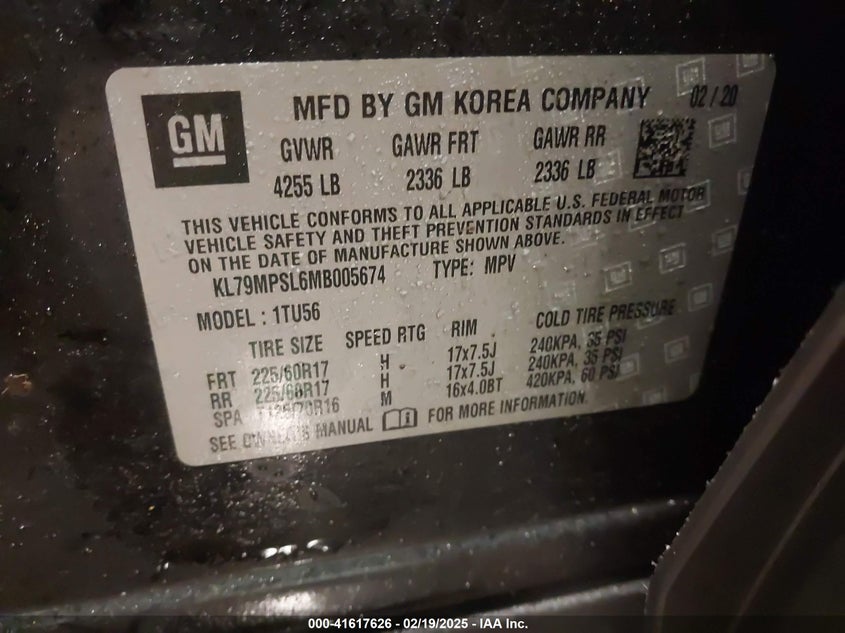 GM
MFD BY GM KOREA COMPANY 02 / 20
GVWR GAWR FRT GAWR RR
4255 LB 2336 LB 2336 LB
THIS VEHICLE CONFORMS TO ALL APPLICABLE U.S. FEDERAL MOTOR
VEHICLE SAFETY AND THEFT PREVENTION STANDARDS IN EFFECT
ON THE DATE OF MANUFACTURE SHOWN ABOVE.
KL79MPSL6MB005674 TYPE: MPV
MODEL : 1TU56
TIRE SIZE SPEED RTG RIM COLD TIRE PRESSURE
FRT 225/60R17 H 17x7.5J 240KPA, 35 PSI
RR 225/60R17 H 17x7.5J 240KPA, 35 PSI
SPA M 16x4.0BT 420KPA, 60 PSI
SEE OWNER'S MANUAL FOR MORE INFORMATION.
000-41617626 - 02/19/2025 - IAA Inc.